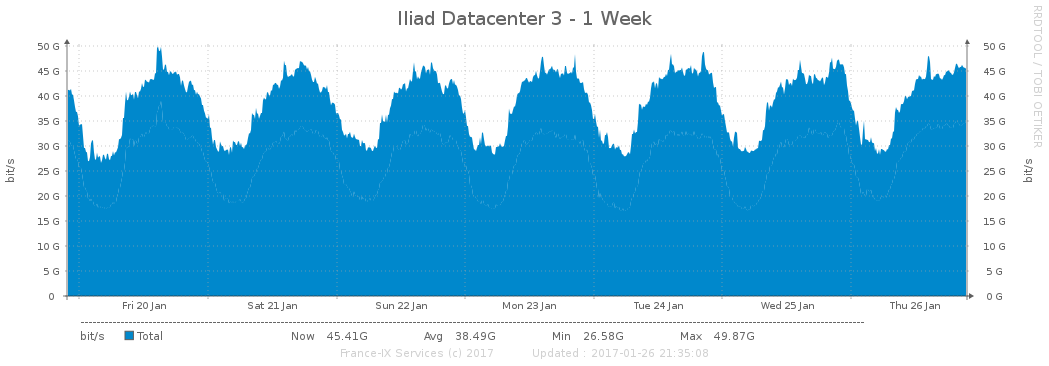 Iliad Datacenter 3 - 1 Week
RRDTOOL / TOBI OETIKER
50 G 50 G
45 G 45 G
40 G 40 G
35 G 35 G
30 G 30 G
25 G 25 G
20 G 20 G
15 G 15 G
10 G 10 G
5 G 5 G
0 0 G
bit/s bit/s
Fri 20 Jan Sat 21 Jan Sun 22 Jan Mon 23 Jan Tue 24 Jan Wed 25 Jan Thu 26 Jan
bit/s Total Now 45.41G Avg 38.49G Min 26.58G Max 49.87G
France-IX Services (c) 2017 Updated : 2017-01-26 21:35:08